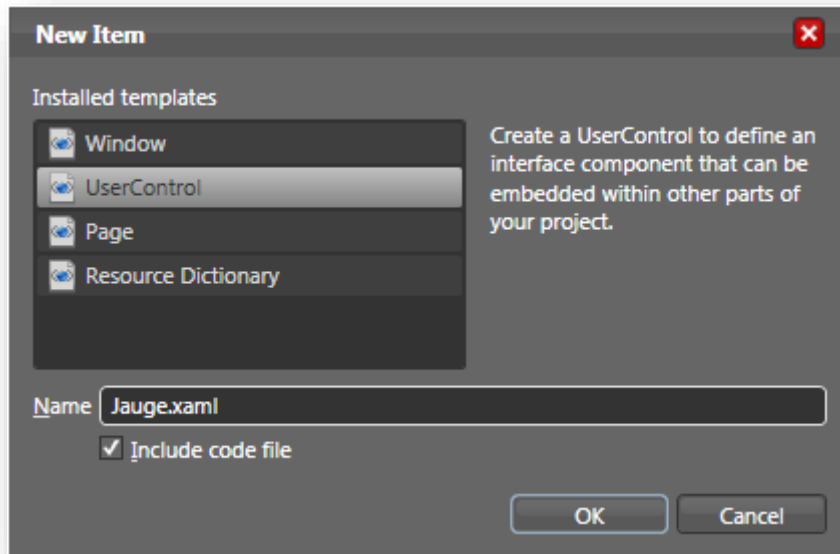 New Item
Installed templates
Window
UserControl
Page
Resource Dictionary
Create a UserControl to define an
interface component that can be
embedded within other parts of
your project.
Name Jauge.xaml
Include code file
OK Cancel